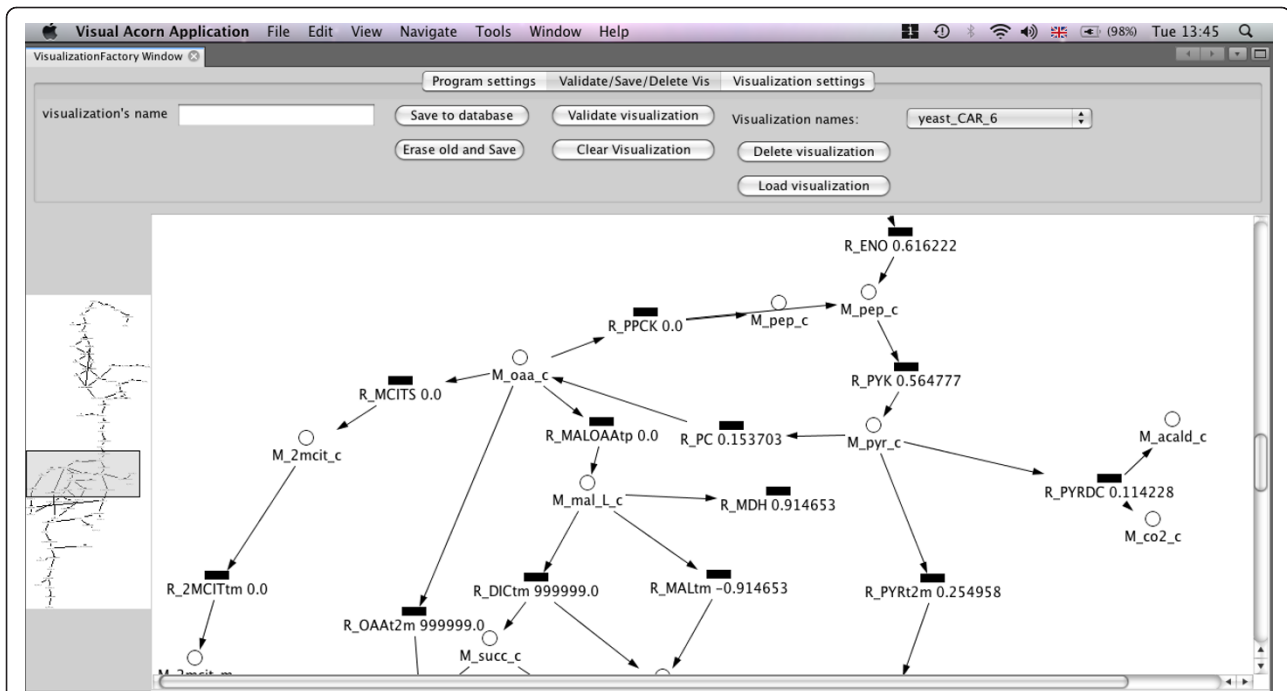 Visual Acorn Application File Edit View Navigate Tools Window Help (98%) Tue 13:45
VisualizationFactory Window
Program settings Validate/Save/Delete Vis Visualization settings
visualization's name Save to database Validate visualization Visualization names: yeast_CAR_6
Erase old and Save Clear Visualization Delete visualization
Load visualization
R_ENO 0.616222
M_pep_c M_pep_c
R_PPCK 0.0
M_oaa_c R_PYK 0.564777
R_MCITS 0.0
R_MALOAAtp 0.0 R_PC 0.153703 M_pyr_c M_acald_c
M_2mcit_c
M_mal_L_c R_MDH 0.914653 R_PYRDC 0.114228
M_co2_c
R_2MCITtm 0.0 R_DICtm 999999.0 R_MALtm -0.914653 R_PYRt2m 0.254958
R_OAAt2m 999999.0
M_succ_c
M_2mcit_m